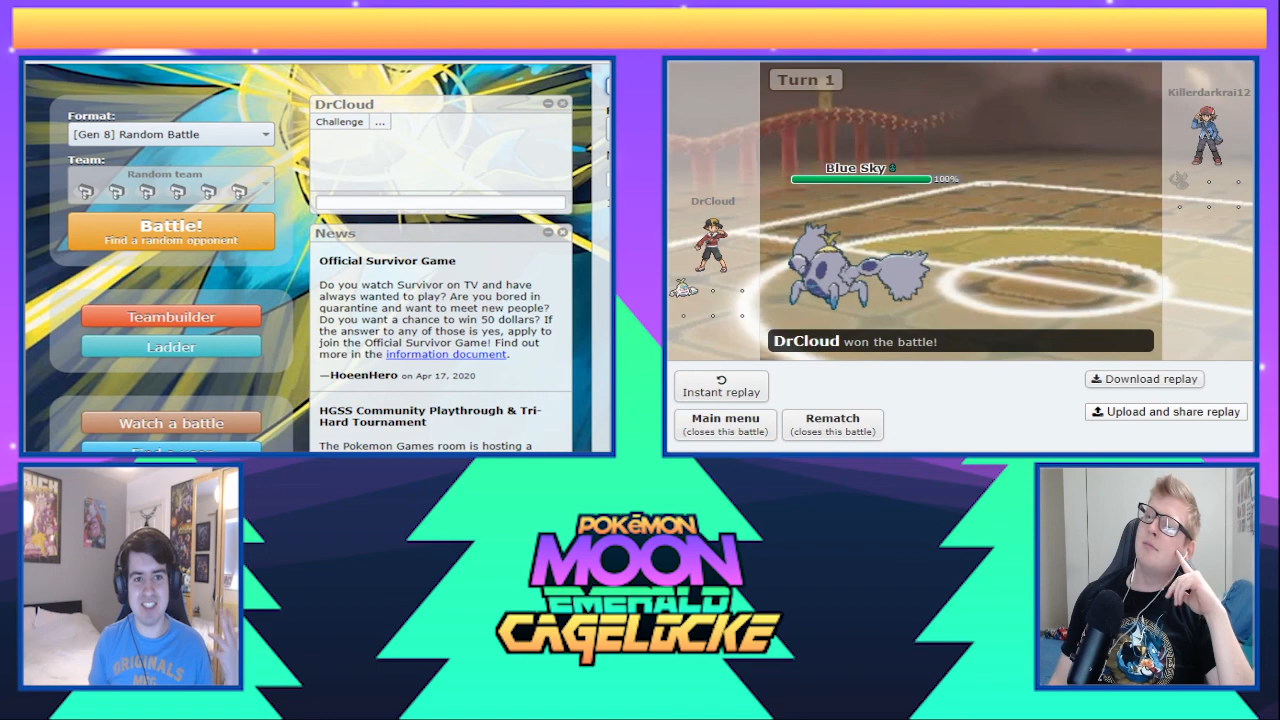 Format:
[Gen 8] Random Battle
Team:
Random team
Battle!
Find a random opponent
Teambuilder
Ladder
Watch a battle
DrCloud
Challenge
...
News
Official Survivor Game
Do you watch Survivor on TV and have
always wanted to play? Are you bored in
quarantine and want to meet new people?
Do you want a chance to win 50 dollars? If
the answer to any of those is yes, apply to
join the Official Survivor Game! Find out
more in the information document.
—HoeenHero on Apr 17, 2020
HGSS Community Playthrough & Tri-
Hard Tournament
The Pokemon Games room is hosting a
Turn 1
Killerdarkrai12
Blue Sky
100%
DrCloud
DrCloud won the battle!
Instant replay
Download replay
Upload and share replay
Main menu
(closes this battle)
Rematch
(closes this battle)
POKéMON
MOON
EMERALD
CAGELOCKE
ORIGINALS